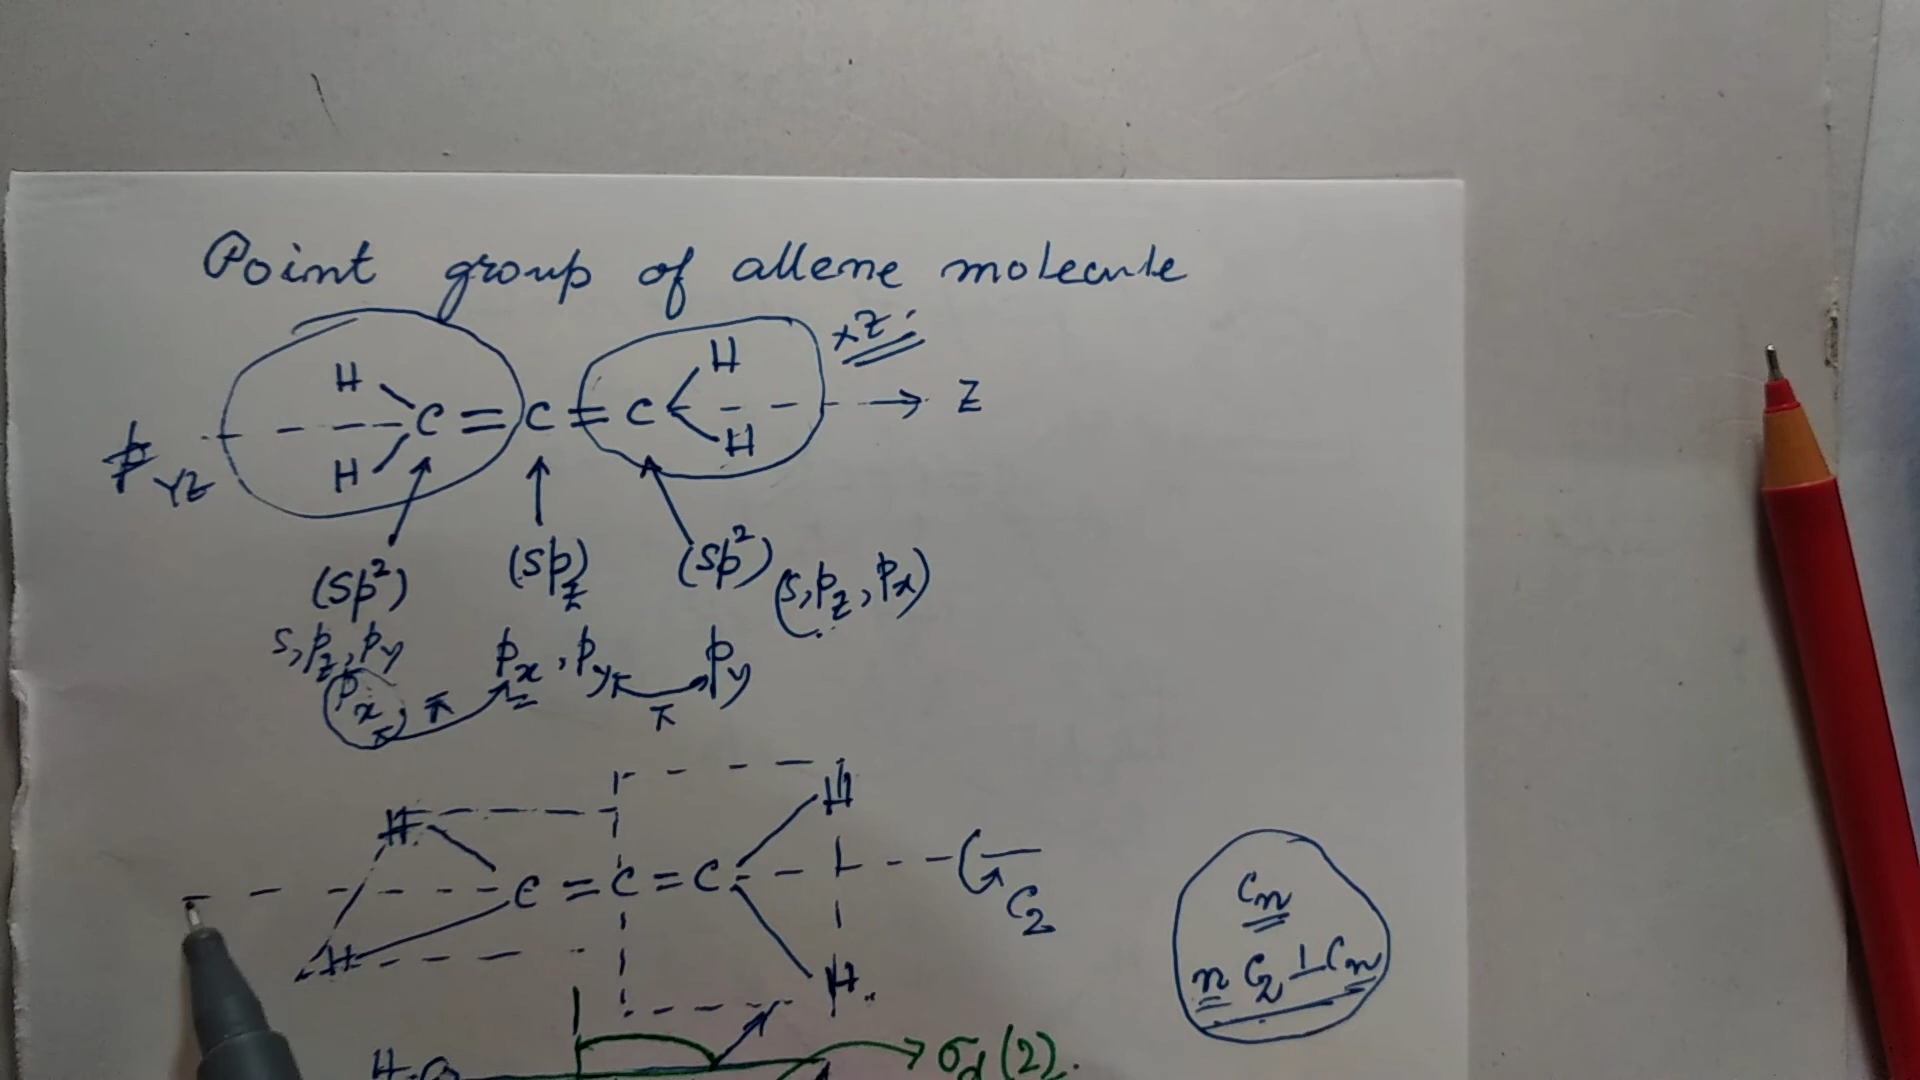 Point group of allene molecule
xz
H H
C = C = C Z
YZ H H
(sp²) (sp) (sp²) (s, pz, px)
z
s, pz, py px, py py
px π π
H H
C = C = C C2
H H
Cn
n C2 ⊥ Cn
σd (2).
H